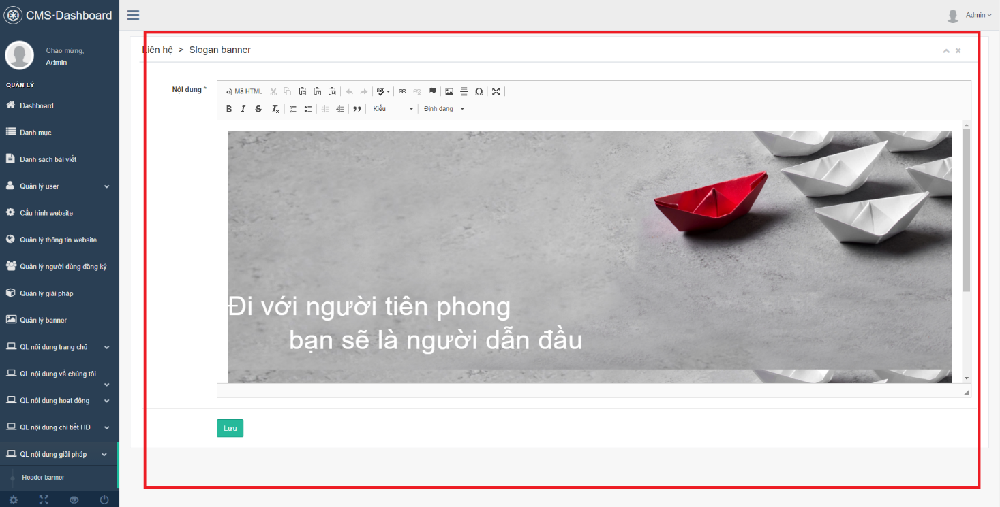 CMS·Dashboard
Admin
Chào mừng,
Admin
QUẢN LÝ
Dashboard
Danh mục
Danh sách bài viết
Quản lý user
Cấu hình website
Quản lý thông tin website
Quản lý người dùng đăng ký
Quản lý giải pháp
Quản lý banner
QL nội dung trang chủ
QL nội dung về chúng tôi
QL nội dung hoạt động
QL nội dung chi tiết HĐ
QL nội dung giải pháp
Header banner
Liên hệ > Slogan banner
Nội dung *
Mã HTML
Kiểu
Định dạng
Đi với người tiên phong
bạn sẽ là người dẫn đầu
Lưu